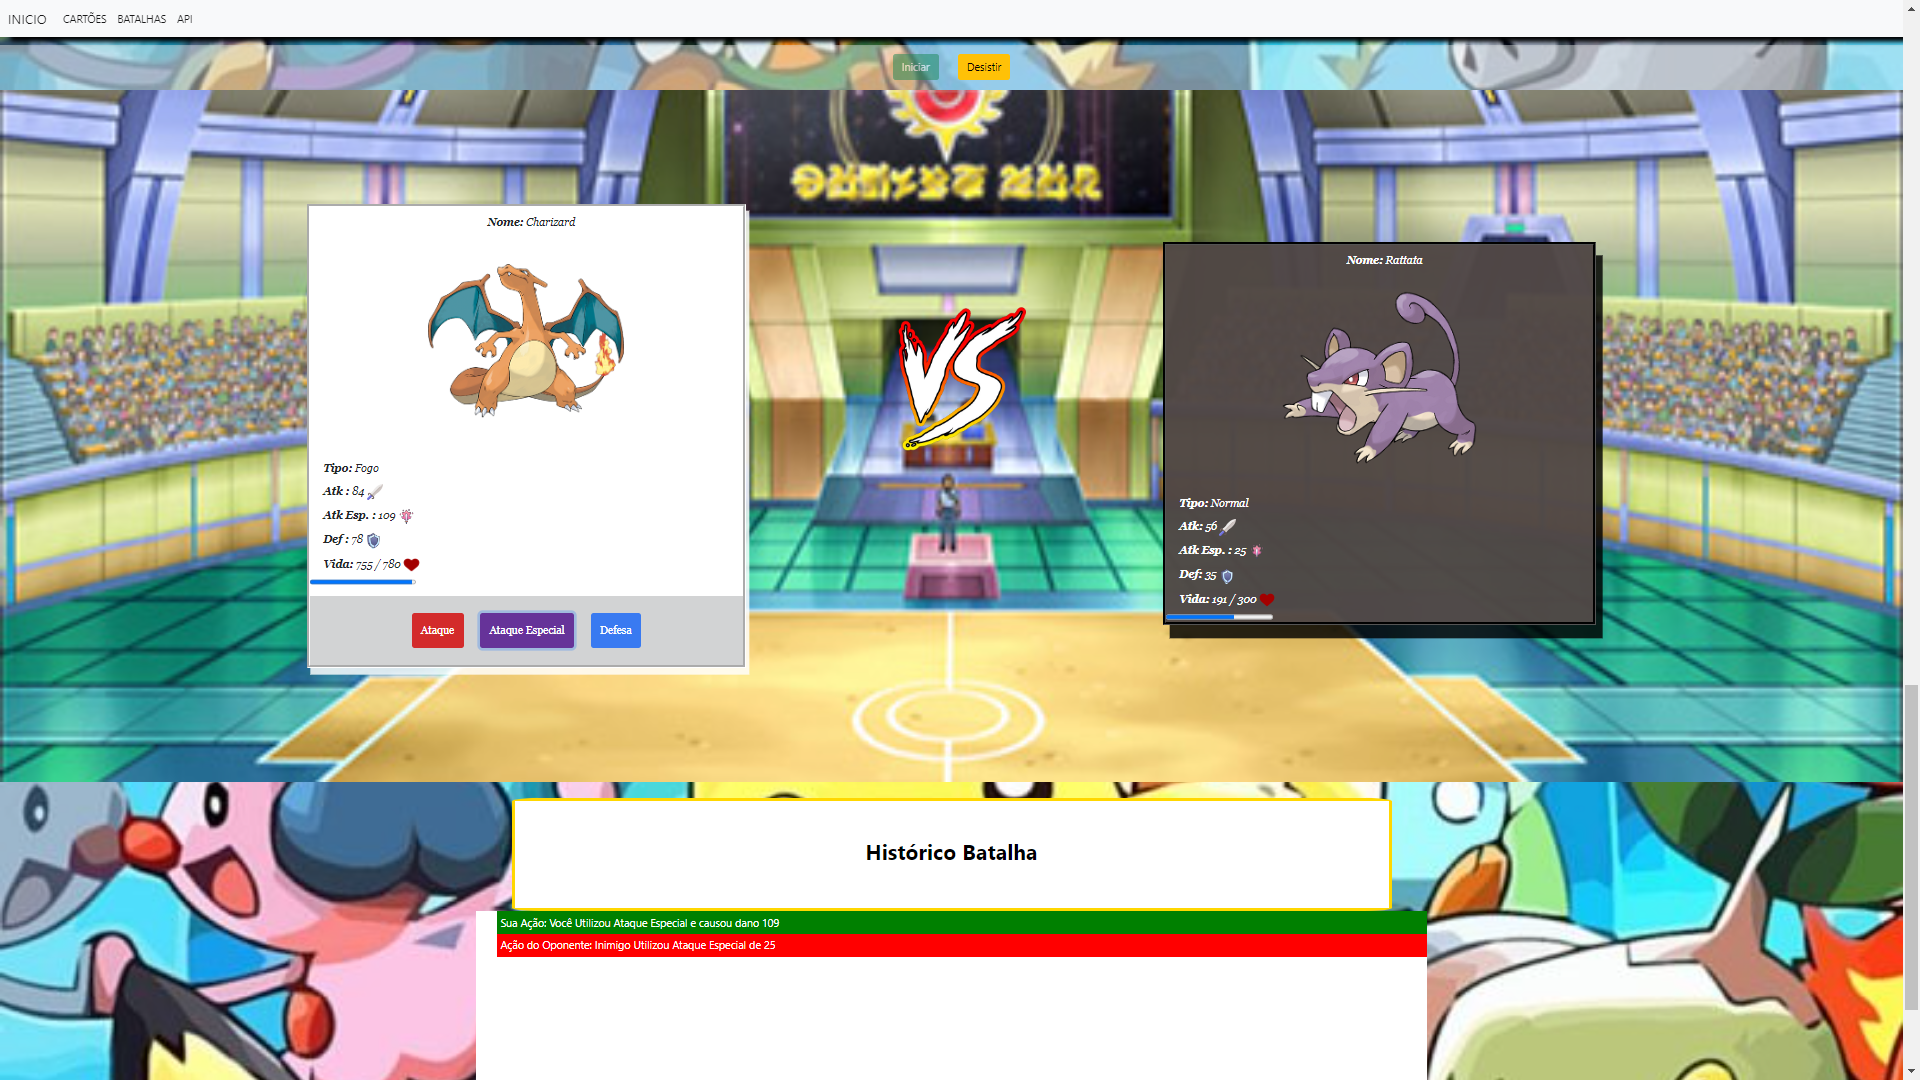 INICIO CARTÕES BATALHAS API
Iniciar Desistir
Nome: Charizard
Tipo: Fogo
Atk : 84
Atk Esp. : 109
Def : 78
Vida: 755 / 780
Ataque Ataque Especial Defesa
VS
Nome: Rattata
Tipo: Normal
Atk: 56
Atk Esp. : 25
Def: 35
Vida: 191 / 300
Histórico Batalha
Sua Ação: Você Utilizou Ataque Especial e causou dano 109
Ação do Oponente: Inimigo Utilizou Ataque Especial de 25